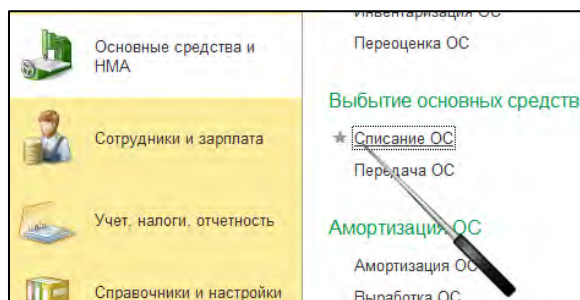 Основные средства и
НМА
Сотрудники и зарплата
Учет, налоги, отчетность
Справочники и настройки
Инвентаризация ОС
Переоценка ОС
Выбытие основных средств
Списание ОС
Передача ОС
Амортизация ОС
Амортизация ОС
Выработка ОС